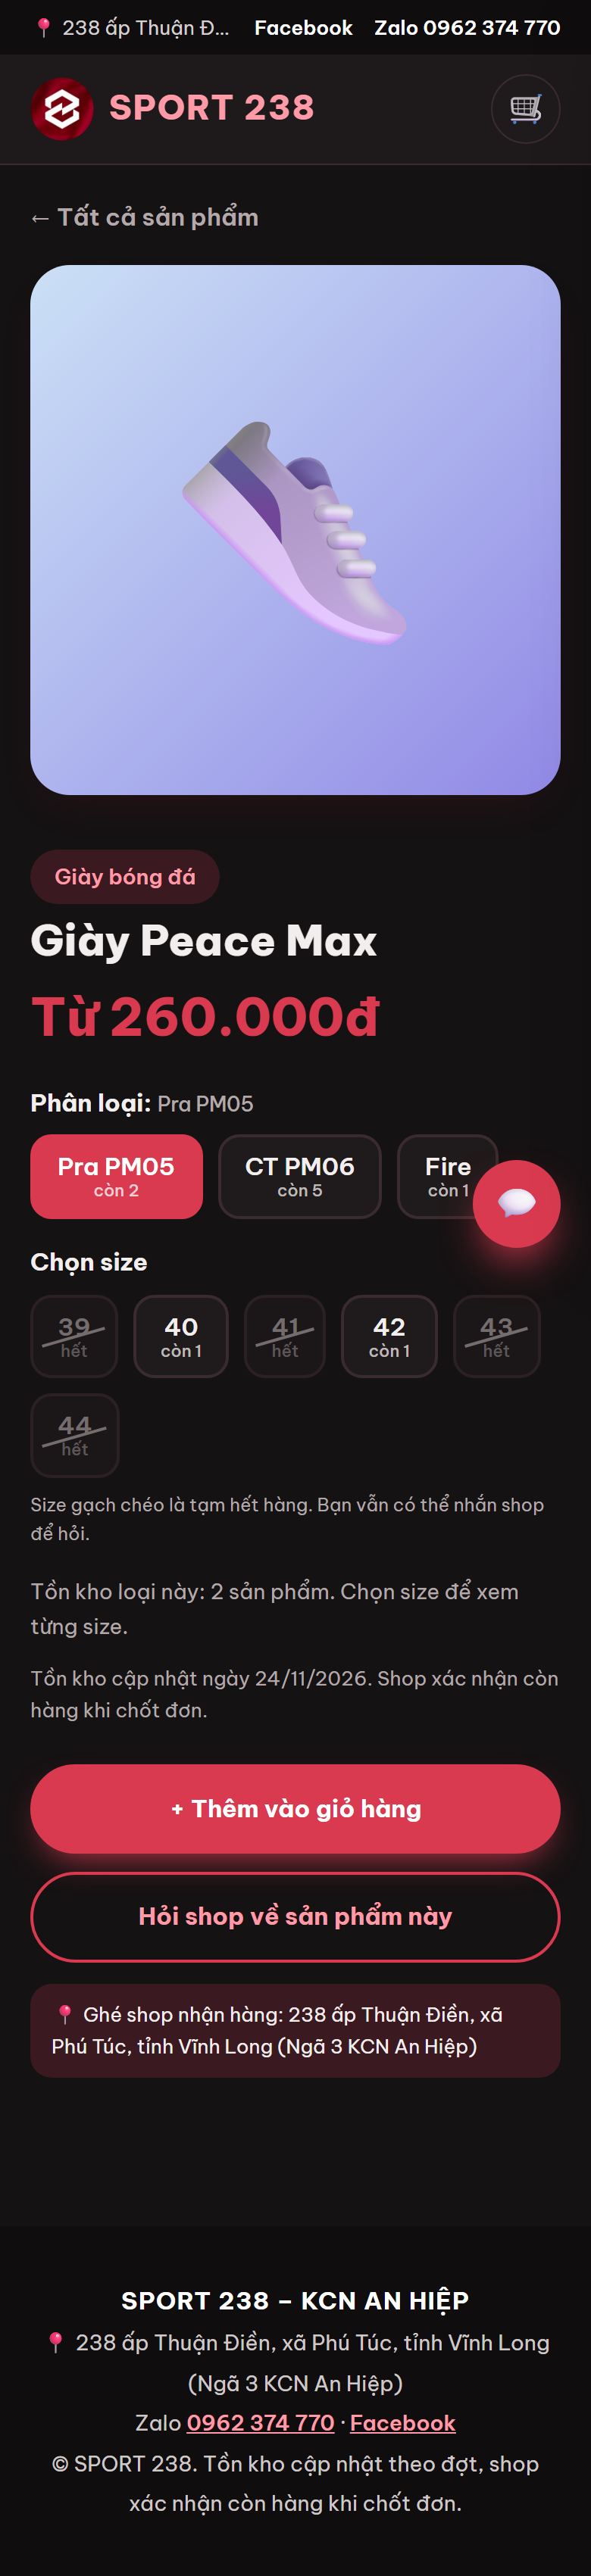 238 ấp Thuận Đ... Facebook Zalo 0962 374 770
SPORT 238
← Tất cả sản phẩm
Giày bóng đá
Giày Peace Max
Từ 260.000đ
Phân loại: Pra PM05
Pra PM05 CT PM06 Fire
còn 2 còn 5 còn 1
Chọn size
39 40 41 42 43
hết còn 1 hết còn 1 hết
44
hết
Size gạch chéo là tạm hết hàng. Bạn vẫn có thể nhắn shop
để hỏi.
Tồn kho loại này: 2 sản phẩm. Chọn size để xem
từng size.
Tồn kho cập nhật ngày 24/11/2026. Shop xác nhận còn
hàng khi chốt đơn.
+ Thêm vào giỏ hàng
Hỏi shop về sản phẩm này
Ghé shop nhận hàng: 238 ấp Thuận Điền, xã
Phú Túc, tỉnh Vĩnh Long (Ngã 3 KCN An Hiệp)
SPORT 238 – KCN AN HIỆP
238 ấp Thuận Điền, xã Phú Túc, tỉnh Vĩnh Long
(Ngã 3 KCN An Hiệp)
Zalo 0962 374 770 · Facebook
© SPORT 238. Tồn kho cập nhật theo đợt, shop
xác nhận còn hàng khi chốt đơn.